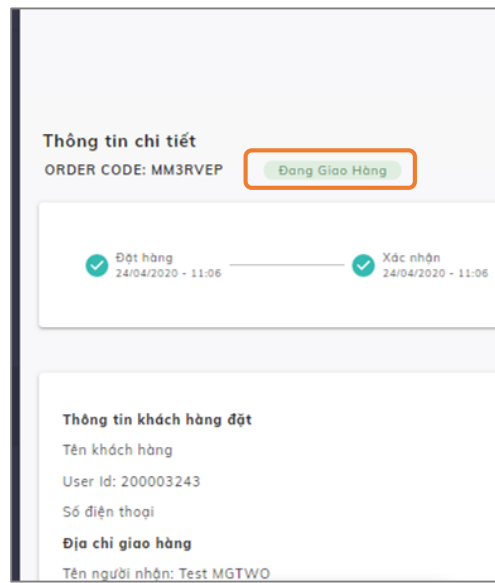 Thông tin chi tiết
ORDER CODE: MM3RVEP Đang Giao Hàng
Đặt hàng Xác nhận
24/04/2020 - 11:06 24/04/2020 - 11:06
Thông tin khách hàng đặt
Tên khách hàng
User Id: 200003243
Số điện thoại
Địa chỉ giao hàng
Tên người nhận: Test MGTWO